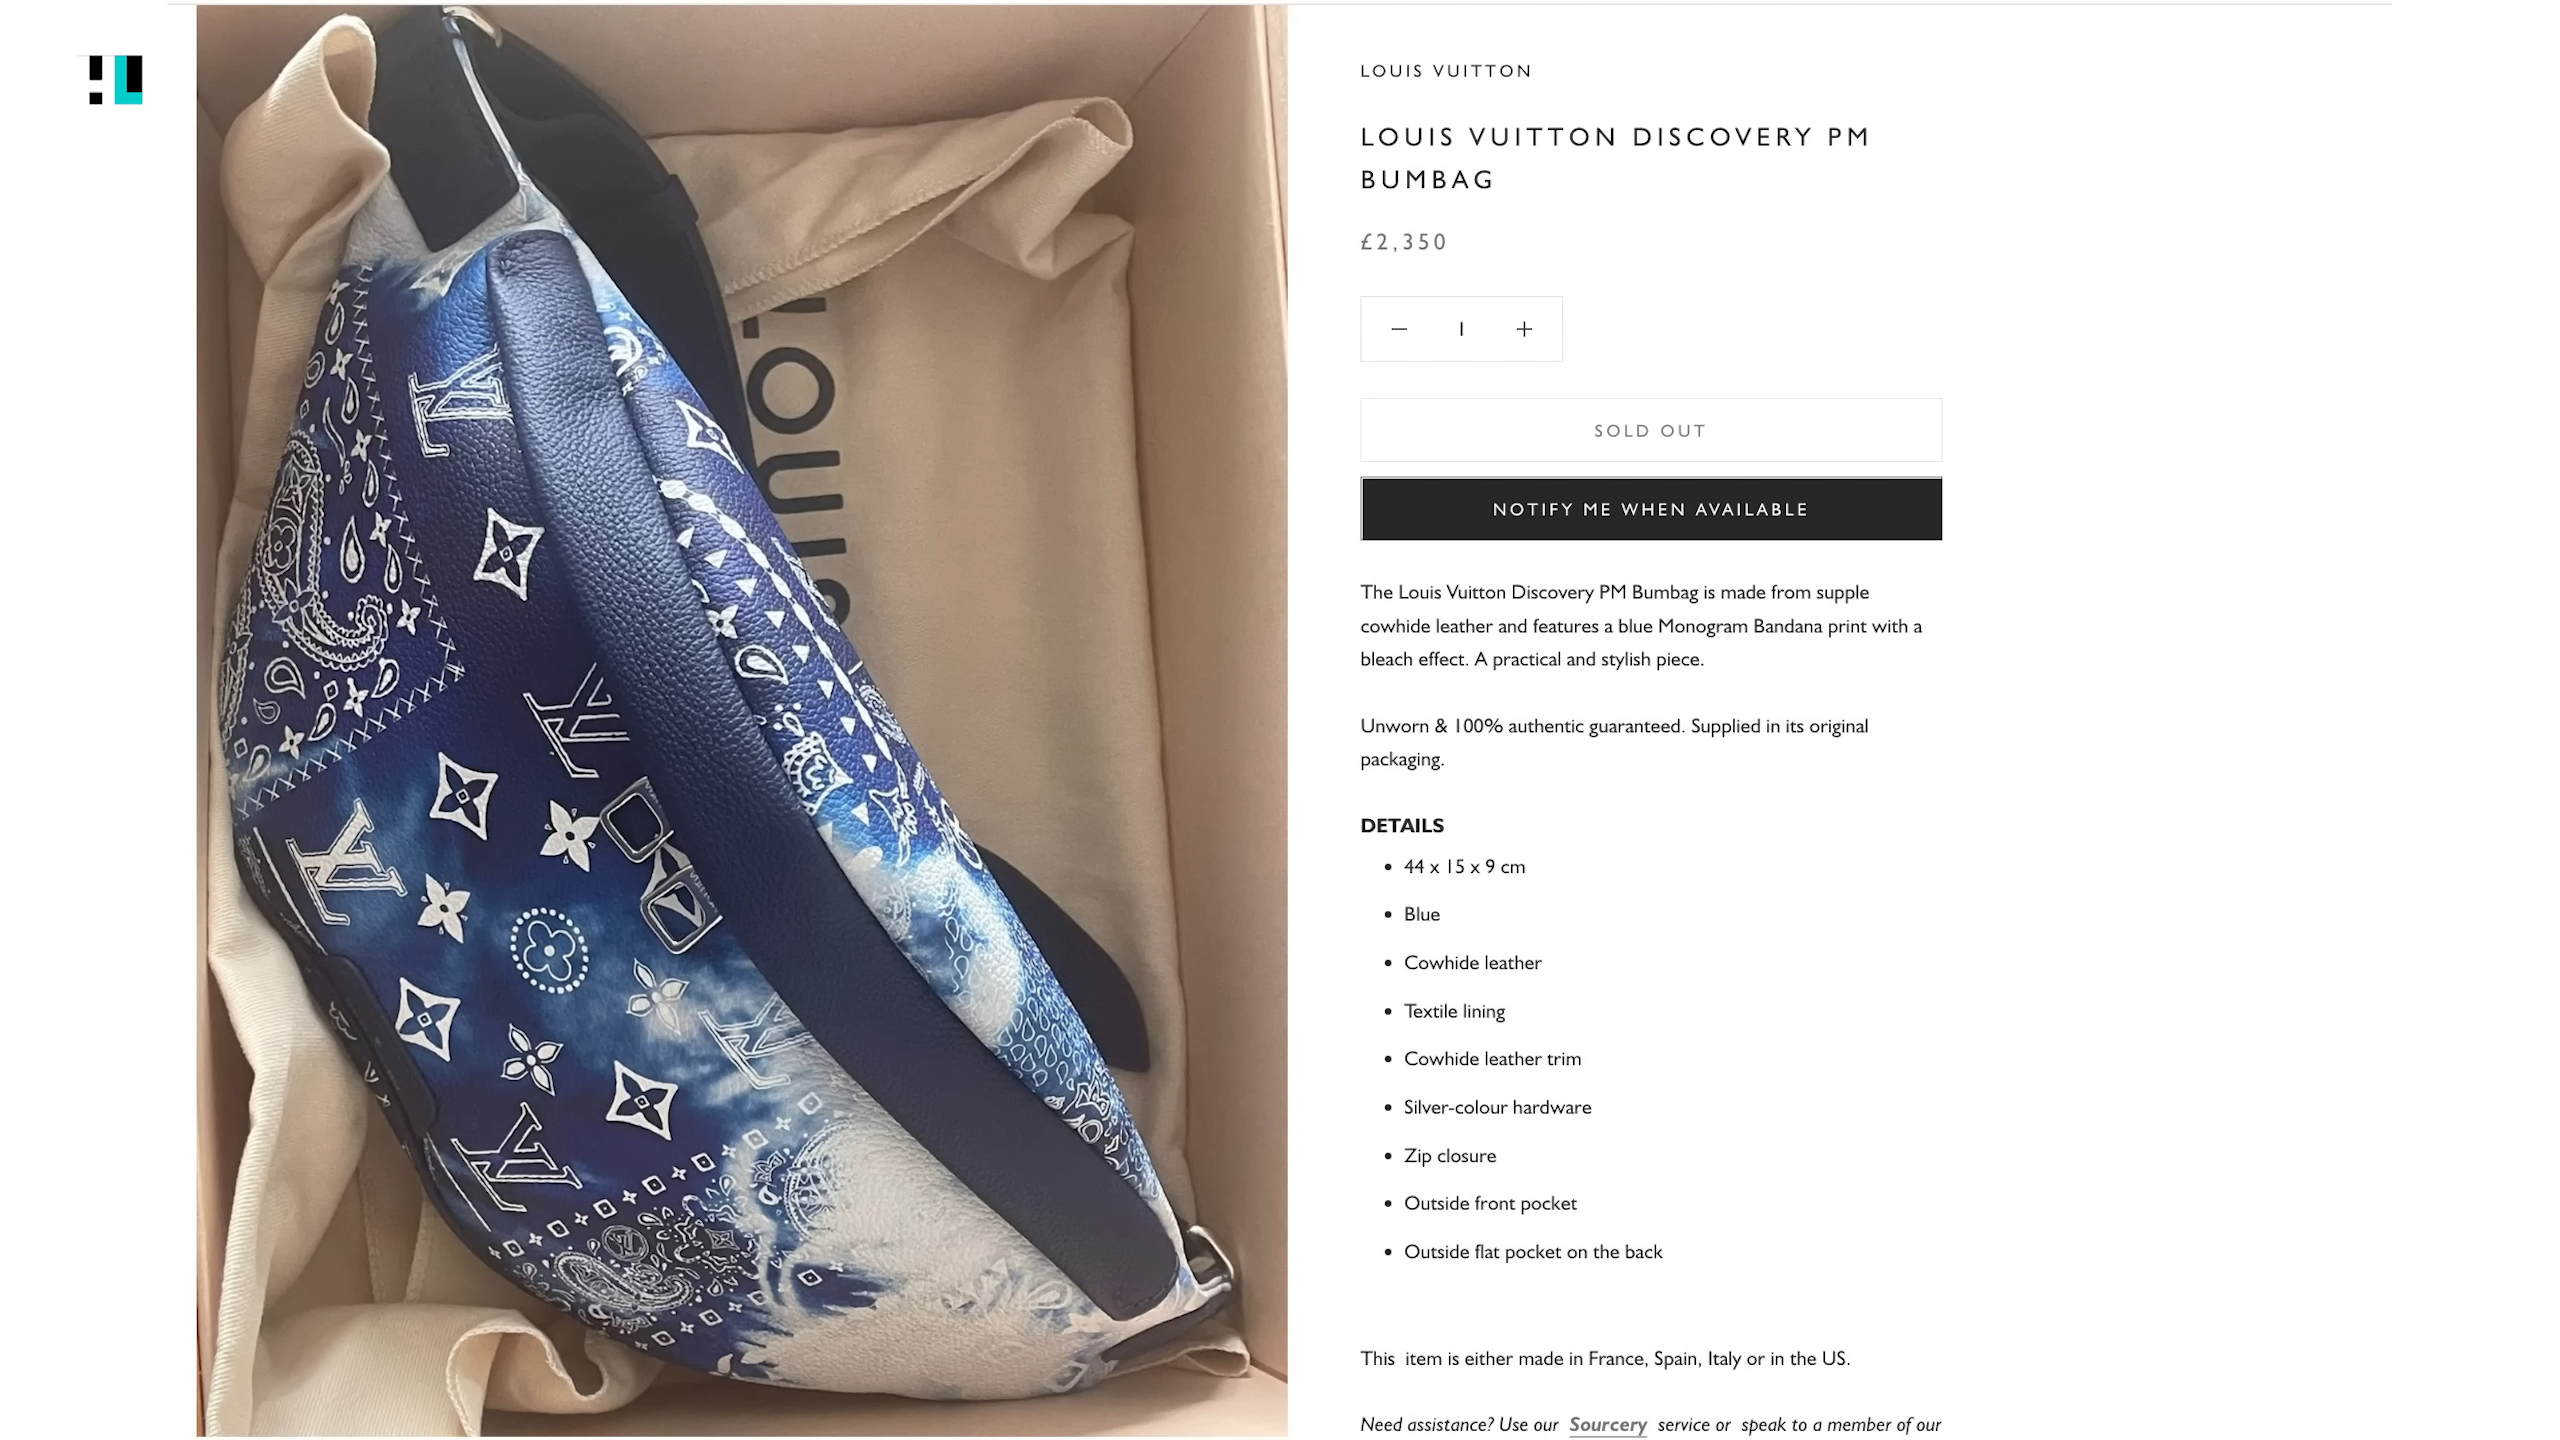 LOUIS VUITTON
LOUIS VUITTON DISCOVERY PM
BUMBAG
£2,350
1
SOLD OUT
NOTIFY ME WHEN AVAILABLE
The Louis Vuitton Discovery PM Bumbag is made from supple
cowhide leather and features a blue Monogram Bandana print with a
bleach effect. A practical and stylish piece.
Unworn & 100% authentic guaranteed. Supplied in its original
packaging.
DETAILS
44 x 15 x 9 cm
Blue
Cowhide leather
Textile lining
Cowhide leather trim
Silver-colour hardware
Zip closure
Outside front pocket
Outside flat pocket on the back
This item is either made in France, Spain, Italy or in the US.
Need assistance? Use our Sourcery service or speak to a member of our